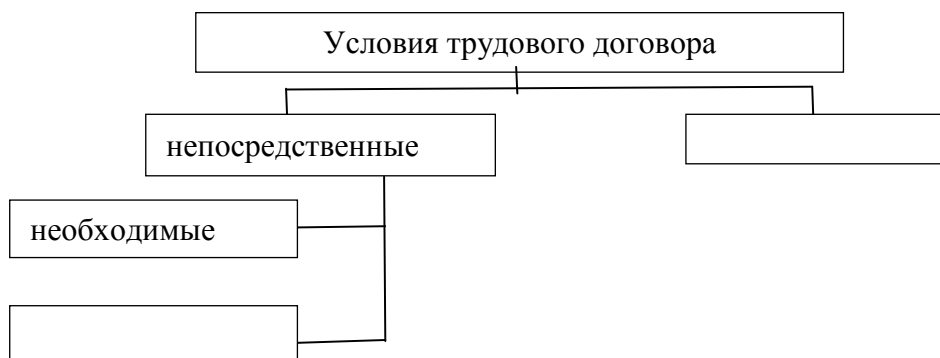 Условия трудового договора
непосредственные
необходимые